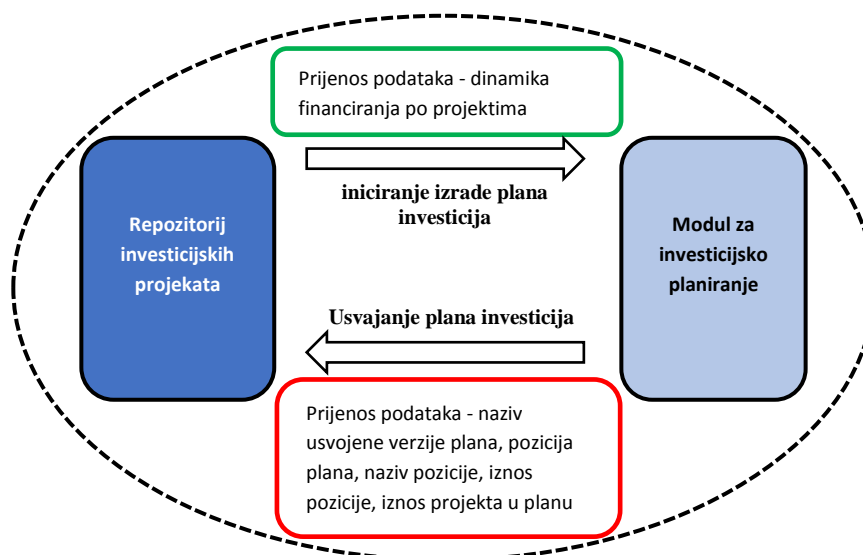 Prijenos podataka - dinamika
financiranja po projektima
iniciranje izrade plana
investicija
Repozitorij
investicijskih
projekata
Modul za
investicijsko
planiranje
Usvajanje plana investicija
Prijenos podataka - naziv
usvojene verzije plana, pozicija
plana, naziv pozicije, iznos
pozicije, iznos projekta u planu